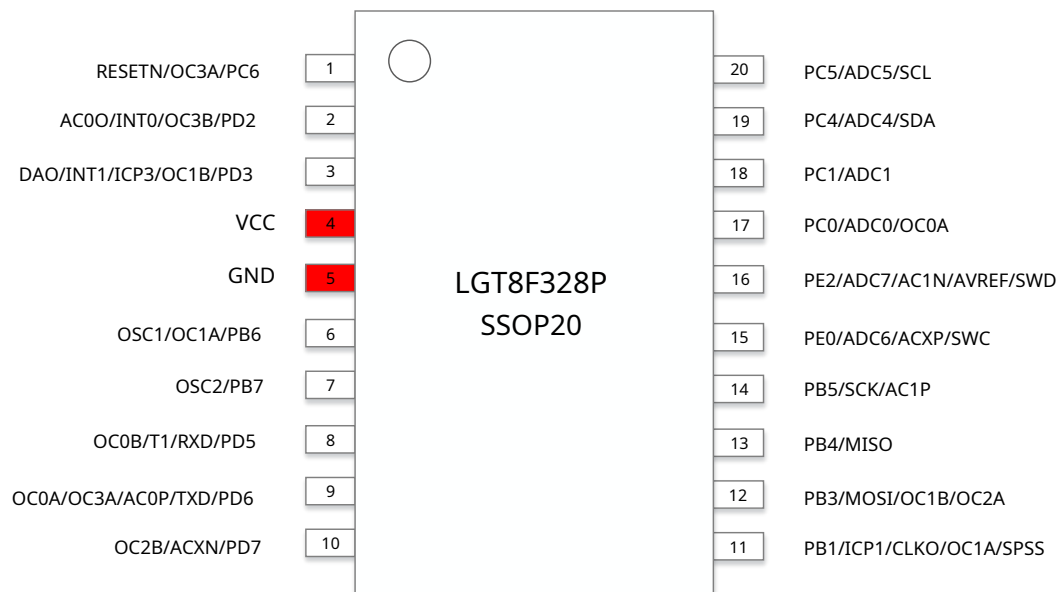 RESETN/OC3A/PC6 1 20 PC5/ADC5/SCL
AC0O/INT0/OC3B/PD2 2 19 PC4/ADC4/SDA
DAO/INT1/ICP3/OC1B/PD3 3 18 PC1/ADC1
VCC 4 17 PC0/ADC0/OC0A
GND 5 16 PE2/ADC7/AC1N/AVREF/SWD
LGT8F328P
SSOP20
OSC1/OC1A/PB6 6 15 PE0/ADC6/ACXP/SWC
OSC2/PB7 7 14 PB5/SCK/AC1P
OC0B/T1/RXD/PD5 8 13 PB4/MISO
OC0A/OC3A/AC0P/TXD/PD6 9 12 PB3/MOSI/OC1B/OC2A
OC2B/ACXN/PD7 10 11 PB1/ICP1/CLKO/OC1A/SPSS